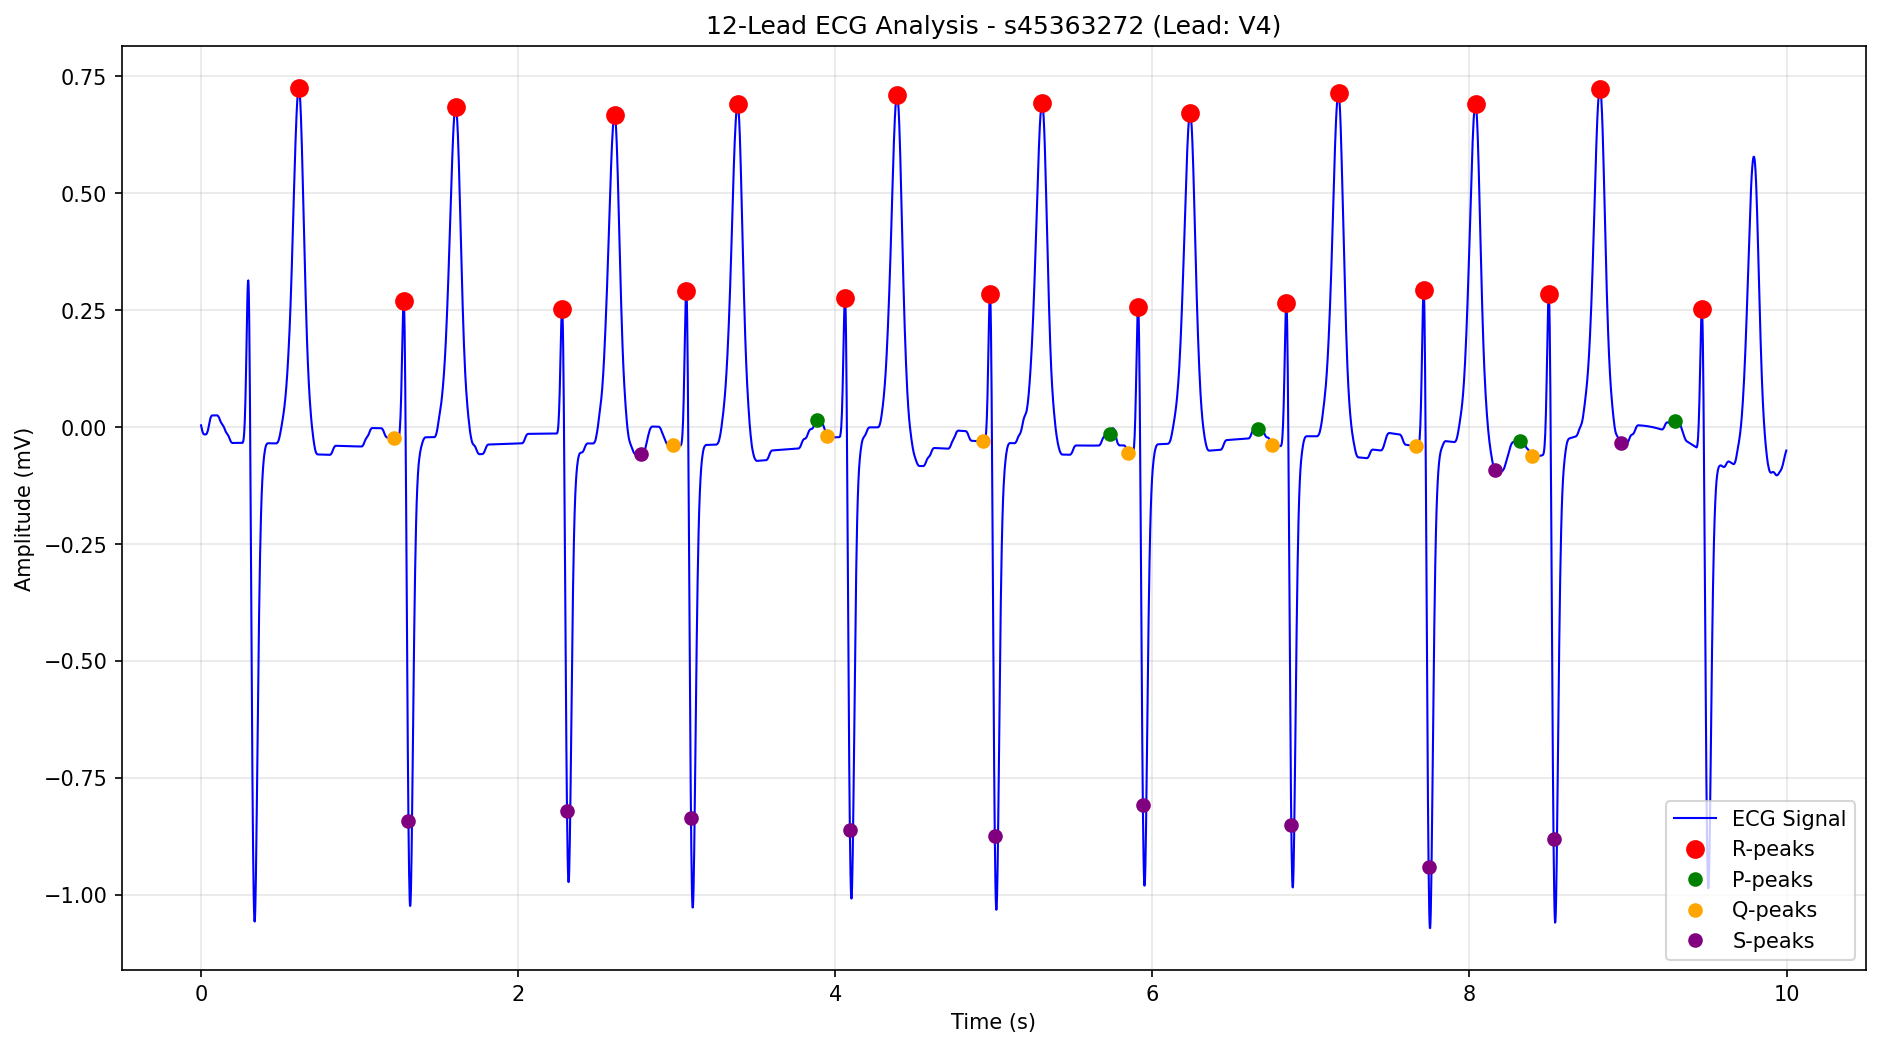 12-Lead ECG Analysis - s45363272 (Lead: V4)
0.75
0.50
0.25
0.00
−0.25
−0.50
−0.75
−1.00
Amplitude (mV)
0 2 4 6 8 10
Time (s)
ECG Signal
R-peaks
P-peaks
Q-peaks
S-peaks